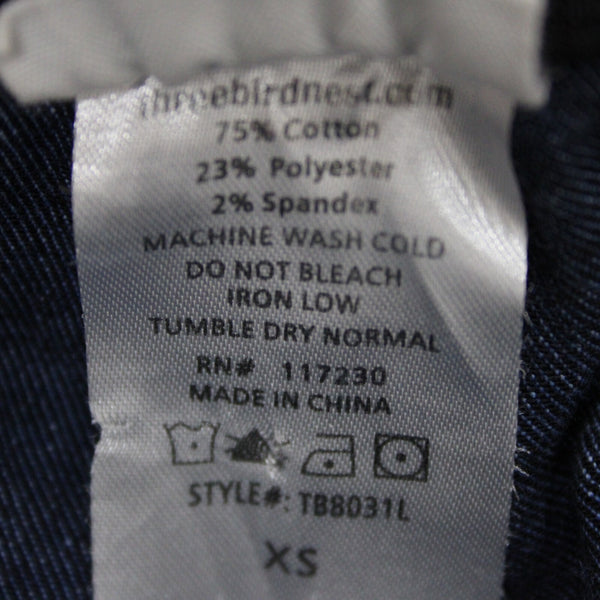 threebirdnest.com
75% Cotton
23% Polyester
2% Spandex
MACHINE WASH COLD
DO NOT BLEACH
IRON LOW
TUMBLE DRY NORMAL
RN# 117230
MADE IN CHINA
STYLE#: TB8031L
XS